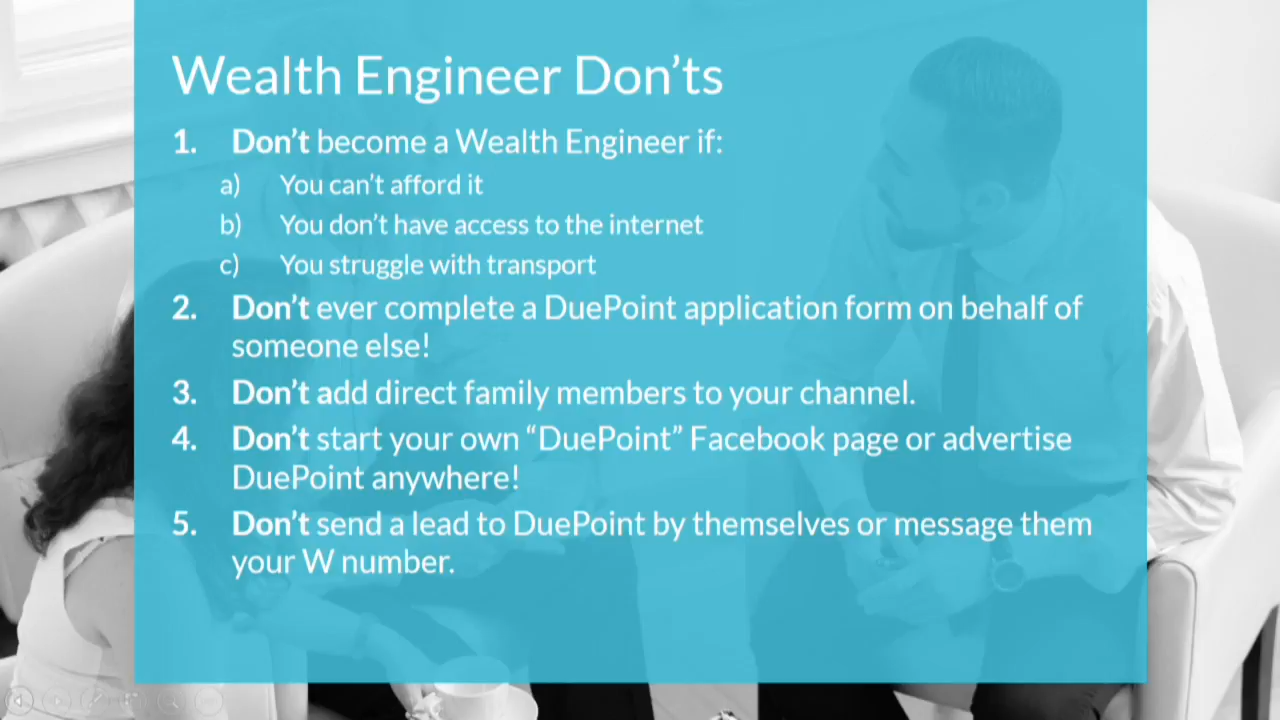 Wealth Engineer Don'ts
1. Don't become a Wealth Engineer if:
a) You can't afford it
b) You don't have access to the internet
c) You struggle with transport
2. Don't ever complete a DuePoint application form on behalf of
someone else!
3. Don't add direct family members to your channel.
4. Don't start your own “DuePoint” Facebook page or advertise
DuePoint anywhere!
5. Don't send a lead to DuePoint by themselves or message them
your W number.